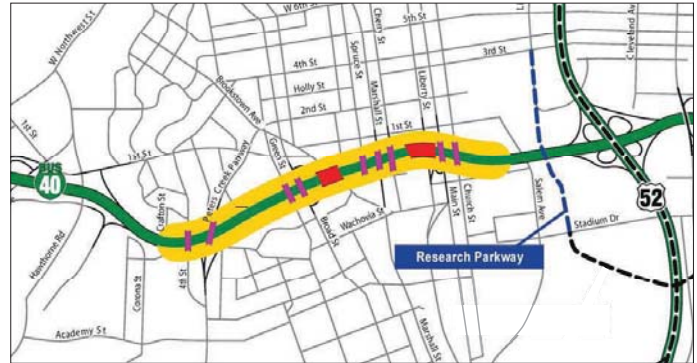 W Northwest St
W 6th St
Cherry St
5th St
3rd St
Cleveland Ave
4th St
Spruce St
Holly St
Brookstown Ave
Marshall St
Liberty St
2nd St
1st St
1st St
1st St
Green St
BUS
40
Peters Creek Parkway
Crafton St
52
Main St
Church St
Salem Ave
Wachovia St
Broad St
Stadium Dr
Hawthorne Rd
Research Parkway
4th St
Corona St
Academy St
Marshall St